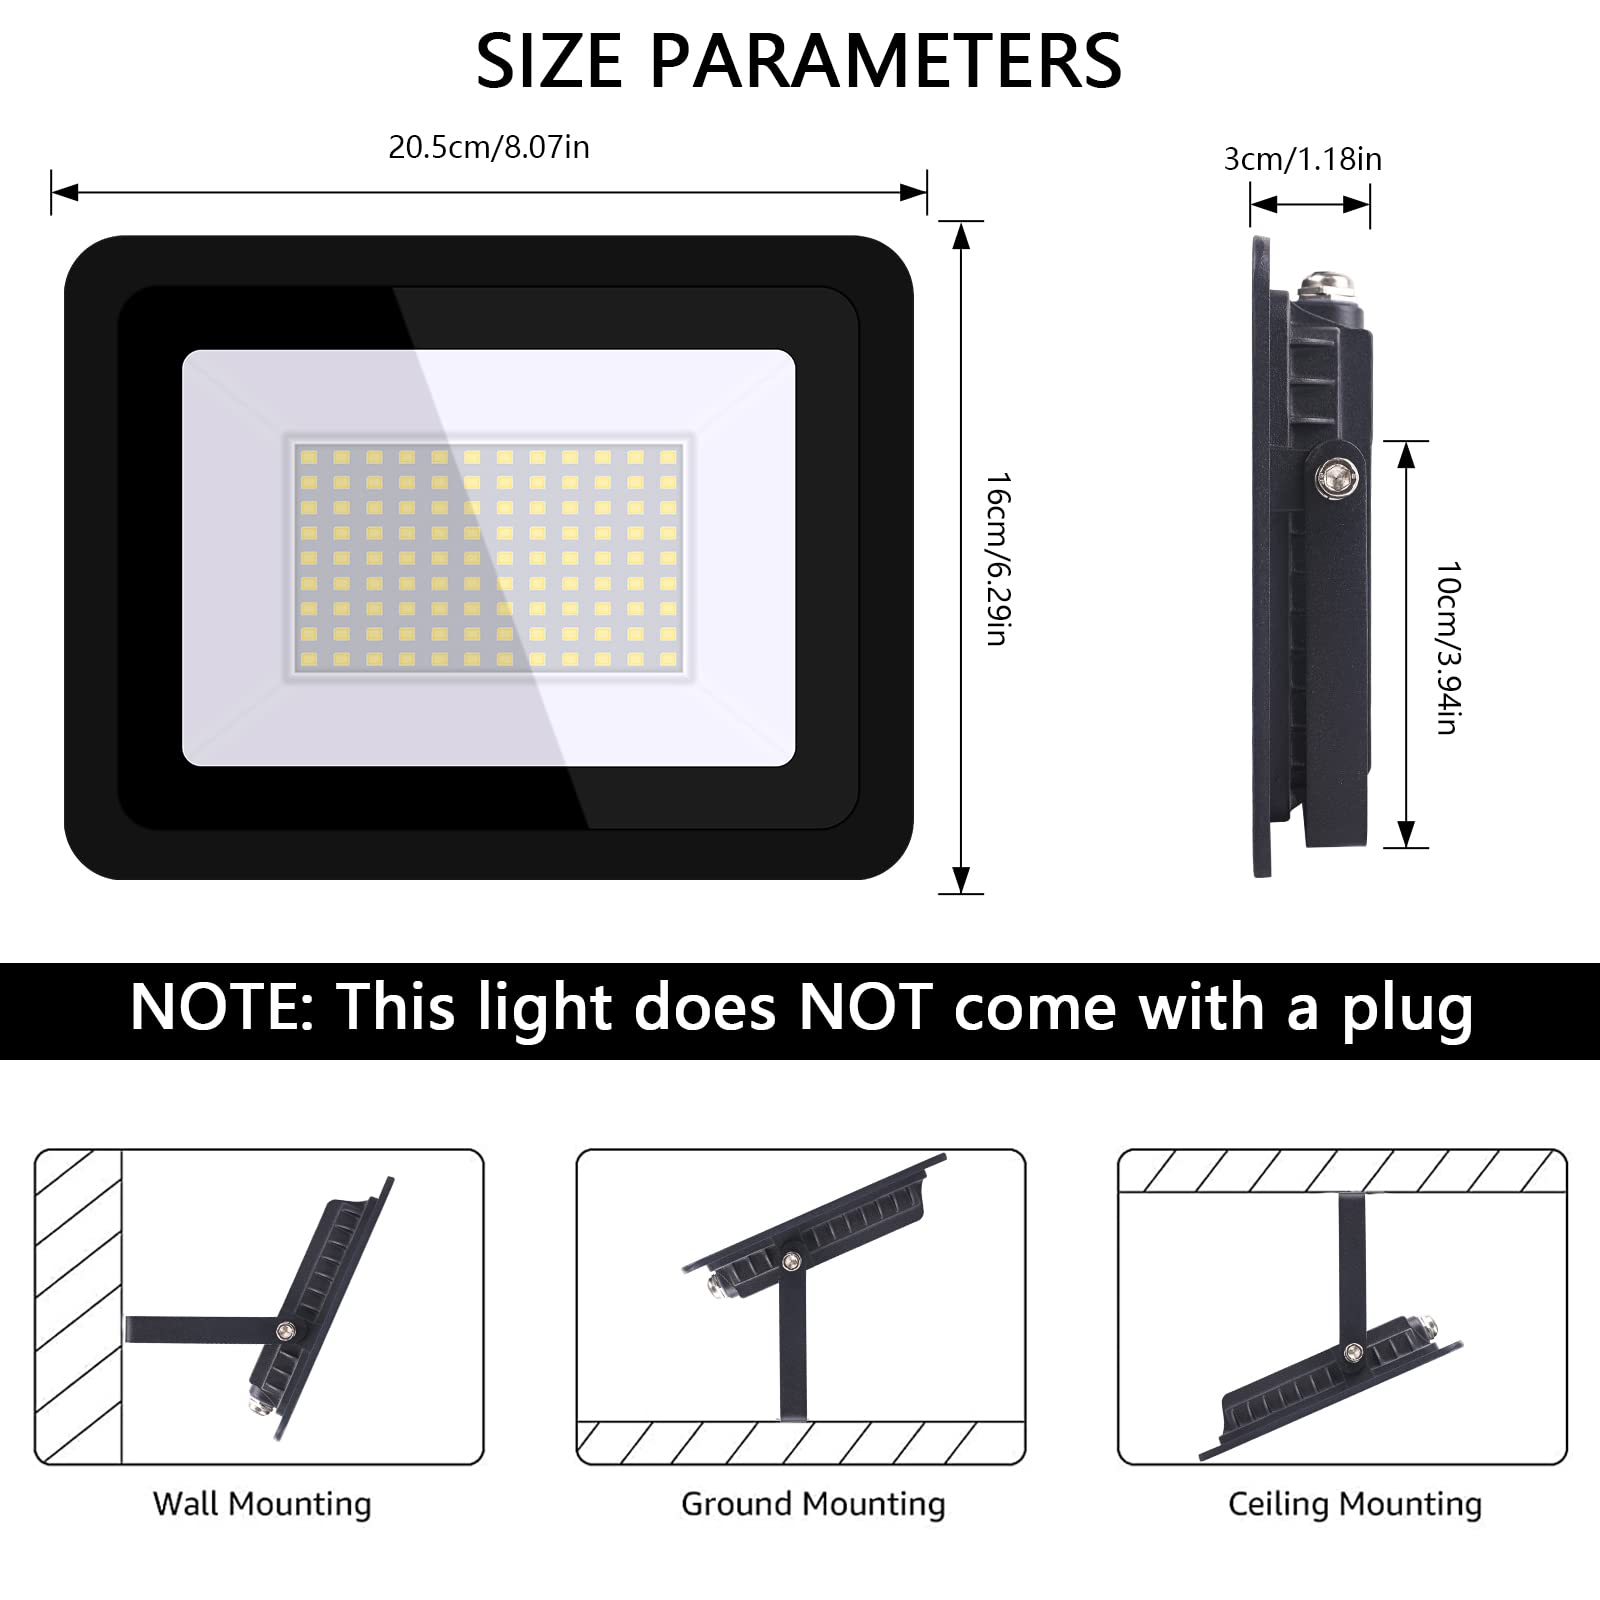 SIZE PARAMETERS
20.5cm/8.07in
3cm/1.18in
16cm/6.29in
10cm/3.94in
NOTE: This light does NOT come with a plug
Wall Mounting
Ground Mounting
Ceiling Mounting